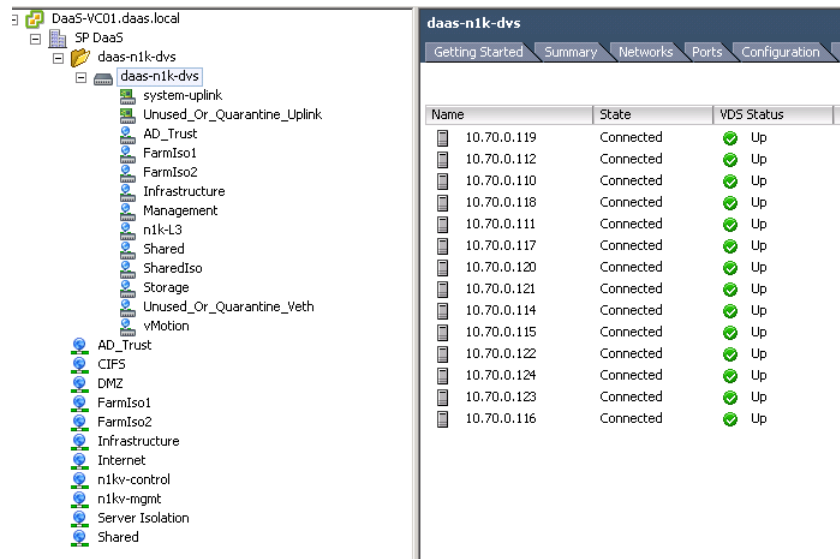 DaaS-VC01.daas.local
SP DaaS
daas-n1k-dvs
daas-n1k-dvs
system-uplink
Unused_Or_Quarantine_Uplink
AD_Trust
FarmIso1
FarmIso2
Infrastructure
Management
n1k-L3
Shared
SharedIso
Storage
Unused_Or_Quarantine_Veth
vMotion
AD_Trust
CIFS
DMZ
FarmIso1
FarmIso2
Infrastructure
Internet
n1kv-control
n1kv-mgmt
Server Isolation
Shared
daas-n1k-dvs
Getting Started Summary Networks Ports Configuration
Name State VDS Status
10.70.0.119 Connected Up
10.70.0.112 Connected Up
10.70.0.110 Connected Up
10.70.0.118 Connected Up
10.70.0.111 Connected Up
10.70.0.117 Connected Up
10.70.0.120 Connected Up
10.70.0.121 Connected Up
10.70.0.114 Connected Up
10.70.0.115 Connected Up
10.70.0.122 Connected Up
10.70.0.124 Connected Up
10.70.0.123 Connected Up
10.70.0.116 Connected Up